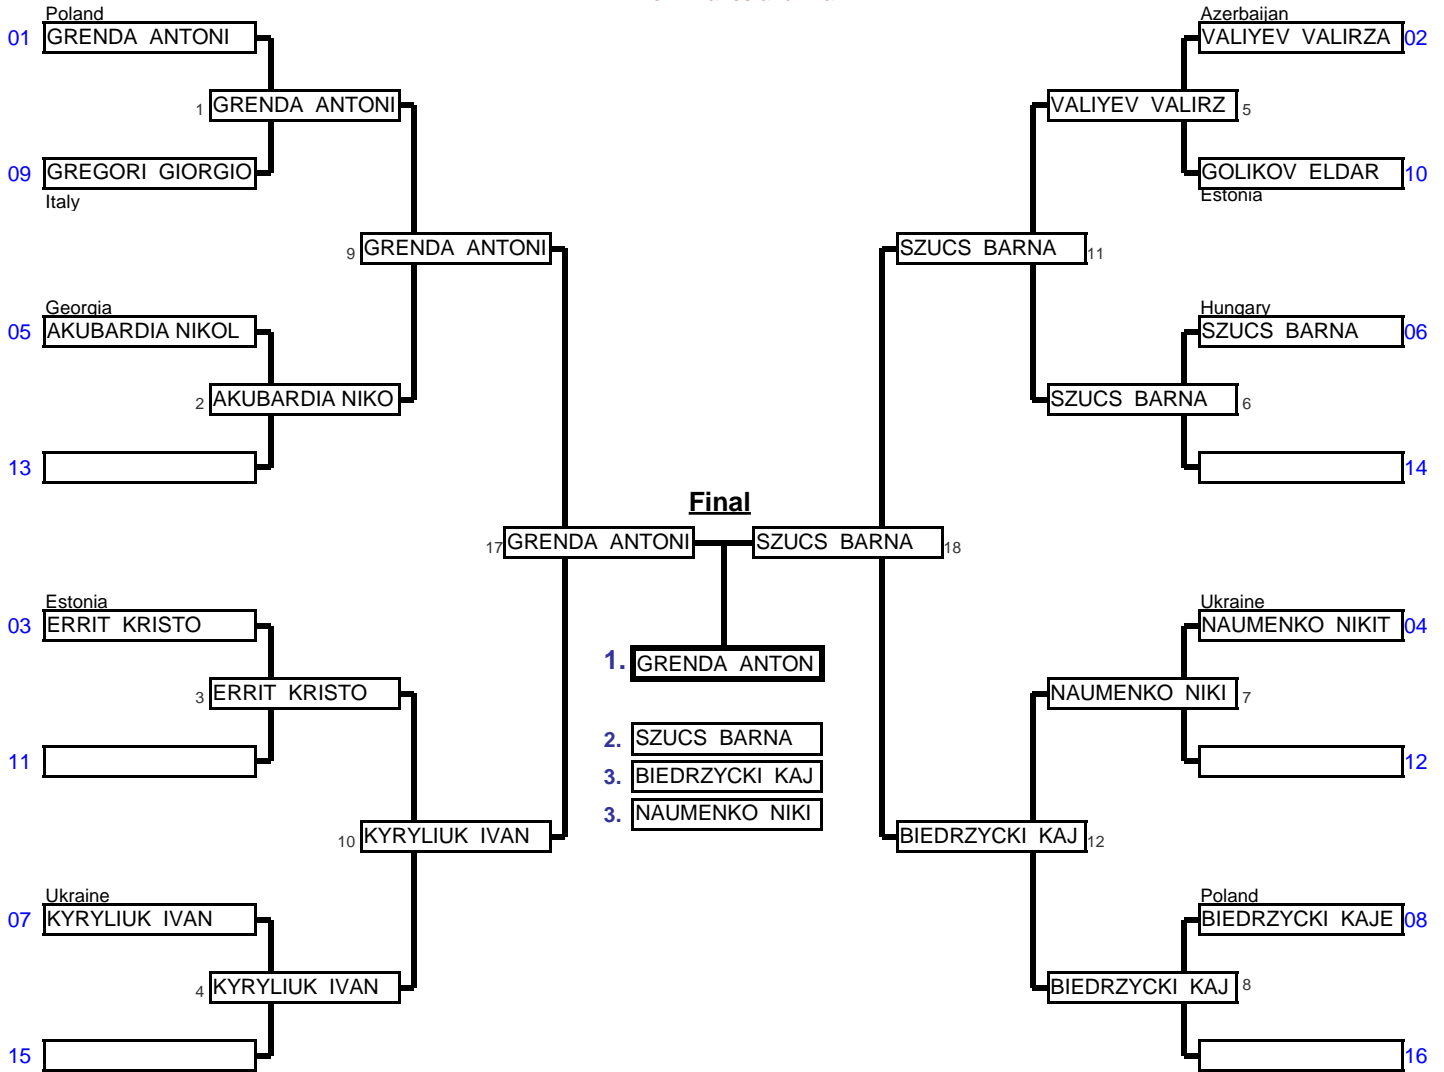 Poland
01 GRENDA ANTONI
1 GRENDA ANTONI
09 GREGORI GIORGIO
Italy
9 GRENDA ANTONI
Georgia
05 AKUBARDIA NIKOL
2 AKUBARDIA NIKO
13
17 GRENDA ANTONI
Estonia
03 ERRIT KRISTO
3 ERRIT KRISTO
11
10 KYRYLIUK IVAN
Ukraine
07 KYRYLIUK IVAN
4 KYRYLIUK IVAN
15
Final
1. GRENDA ANTON
2. SZUCS BARNA
3. BIEDRZYCKI KAJ
3. NAUMENKO NIKI
Azerbaijan
VALIYEV VALIRZA 02
VALIYEV VALIRZ 5
GOLIKOV ELDAR 10
Estonia
SZUCS BARNA 11
Hungary
SZUCS BARNA 06
SZUCS BARNA 6
14
SZUCS BARNA 18
Ukraine
NAUMENKO NIKIT 04
NAUMENKO NIKI 7
12
BIEDRZYCKI KAJ 12
Poland
BIEDRZYCKI KAJE 08
BIEDRZYCKI KAJ 8
16